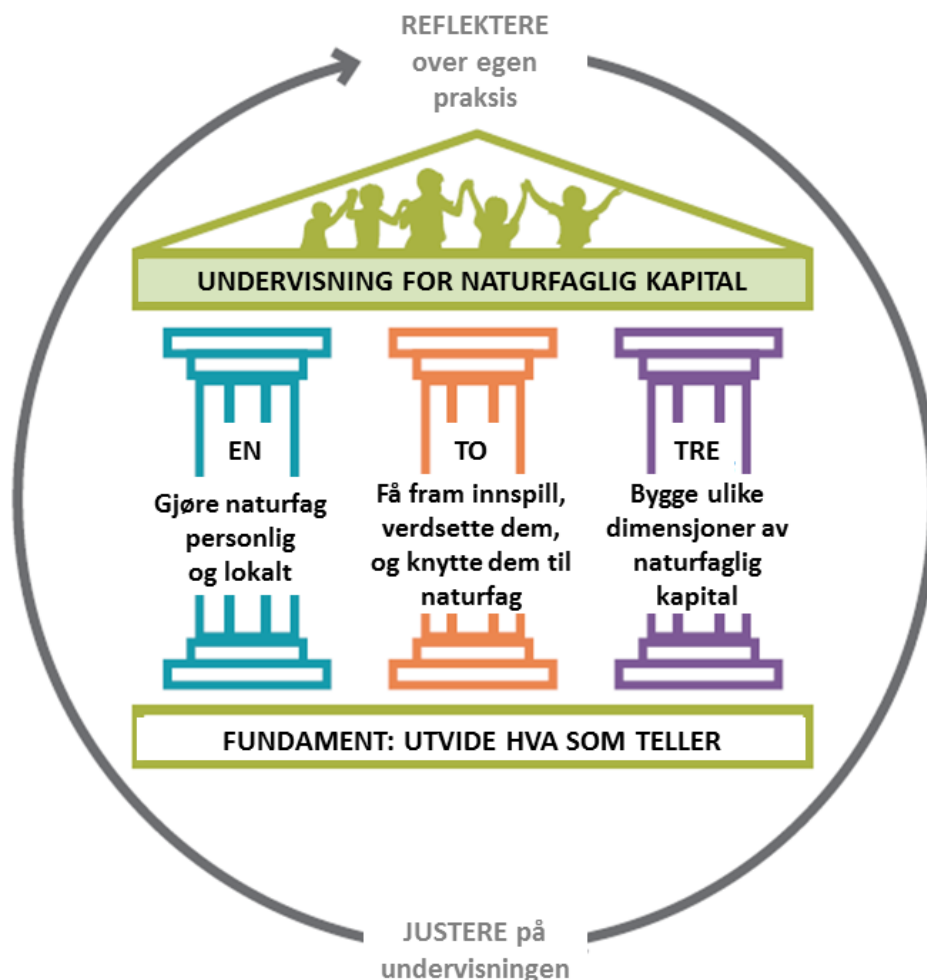 REFLEKTERE
over egen
praksis
UNDERVISNING FOR NATURFAGLIG KAPITAL
EN
Gjøre naturfag
personlig
og lokalt
TO
Få fram innspill,
verdsette dem,
og knytte dem til
naturfag
TRE
Bygge ulike
dimensjoner av
naturfaglig
kapital
FUNDAMENT: UTVIDE HVA SOM TELLER
JUSTERE på
undervisningen